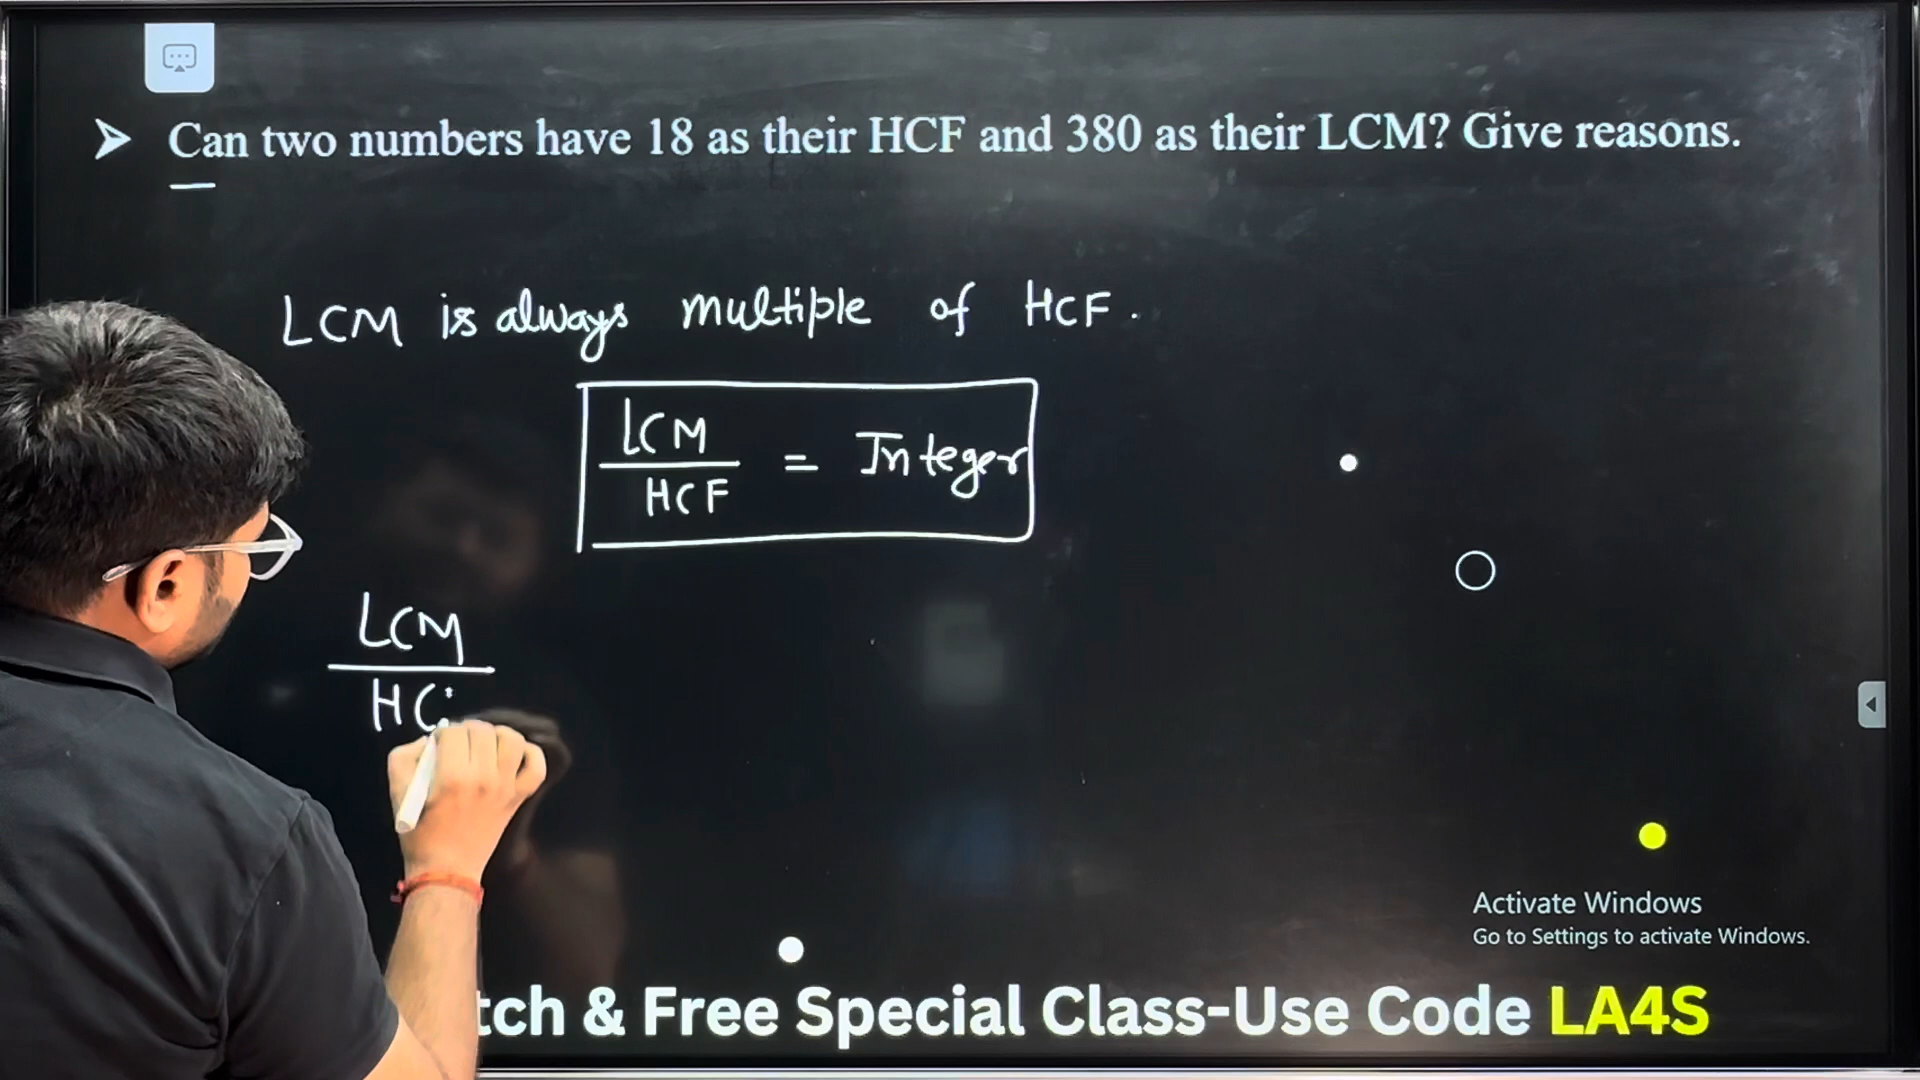 ➤ Can two numbers have 18 as their HCF and 380 as their LCM? Give reasons.
LCM is always multiple of HCF.
LCM
HCF
= Integer
LCM
HC
Activate Windows
Go to Settings to activate Windows.
tch & Free Special Class-Use Code LA4S